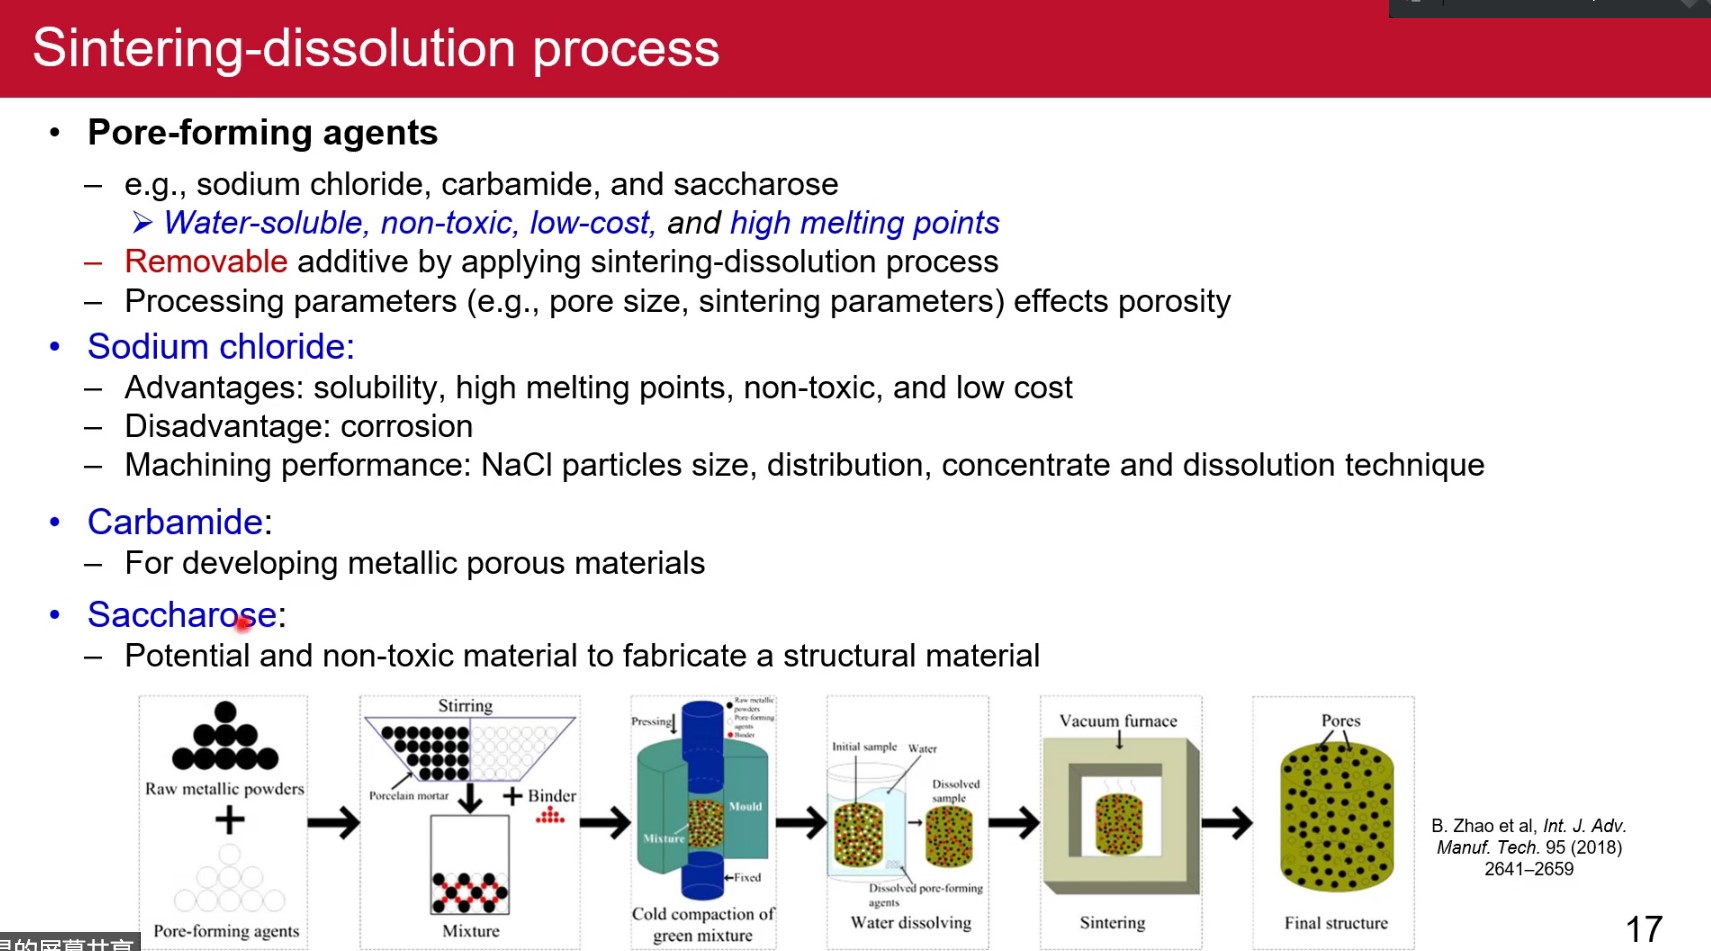 Sintering-dissolution process
• Pore-forming agents
– e.g., sodium chloride, carbamide, and saccharose
➢ Water-soluble, non-toxic, low-cost, and high melting points
– Removable additive by applying sintering-dissolution process
– Processing parameters (e.g., pore size, sintering parameters) effects porosity
• Sodium chloride:
– Advantages: solubility, high melting points, non-toxic, and low cost
– Disadvantage: corrosion
– Machining performance: NaCl particles size, distribution, concentrate and dissolution technique
• Carbamide:
– For developing metallic porous materials
• Saccharose:
– Potential and non-toxic material to fabricate a structural material
Raw metallic powders
+
Pore-forming agents
Stirring
Porcelain mortar
+ Binder
Mixture
Pressing
Raw metallic
powders
Pore-forming
agents
Binder
Mould
Mixture
Fixed
Cold compaction of
green mixture
Initial sample
Water
Dissolved
sample
Dissolved pore-forming
agents
Water dissolving
Vacuum furnace
Sintering
Pores
Final structure
B. Zhao et al, Int. J. Adv.
Manuf. Tech. 95 (2018)
2641–2659
17
的屏幕共享